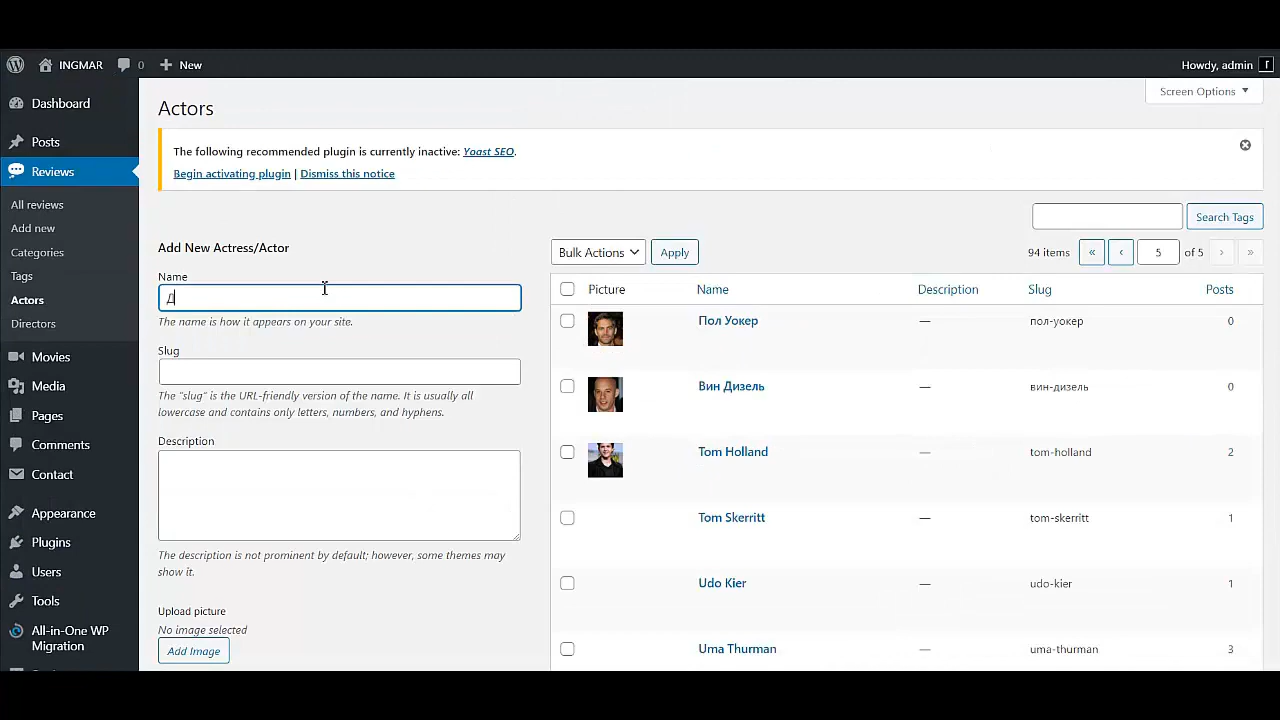 INGMAR 0 New Howdy, admin
Dashboard
Posts
Reviews
All reviews
Add new
Categories
Tags
Actors
Directors
Movies
Media
Pages
Comments
Contact
Appearance
Plugins
Users
Tools
All-in-One WP
Migration
Screen Options
Actors
The following recommended plugin is currently inactive: Yoast SEO.
Begin activating plugin | Dismiss this notice
Search Tags
Add New Actress/Actor
Name
Д
The name is how it appears on your site.
Slug
The "slug" is the URL-friendly version of the name. It is usually all
lowercase and contains only letters, numbers, and hyphens.
Description
The description is not prominent by default; however, some themes may
show it.
Upload picture
No image selected
Add Image
Bulk Actions Apply 94 items « ‹ 5 of 5 › »
Picture Name Description Slug Posts
Пол Уокер — пол-уокер 0
Вин Дизель — вин-дизель 0
Tom Holland — tom-holland 2
Tom Skerritt — tom-skerritt 1
Udo Kier — udo-kier 1
Uma Thurman — uma-thurman 3